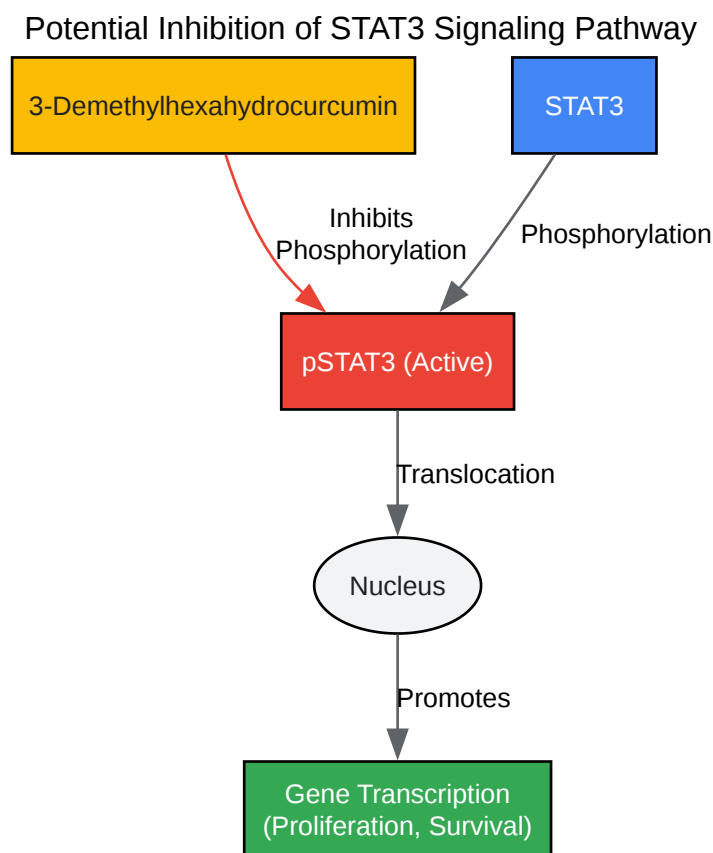 Potential Inhibition of STAT3 Signaling Pathway
3-Demethylhexahydrocurcumin
STAT3
Inhibits
Phosphorylation
Phosphorylation
pSTAT3 (Active)
Translocation
Nucleus
Promotes
Gene Transcription
(Proliferation, Survival)